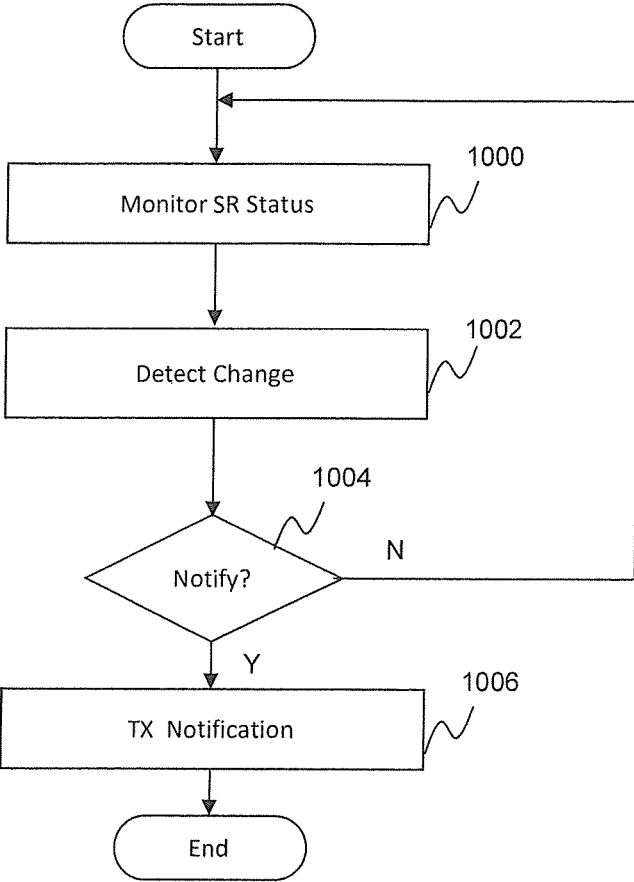 Start
1000
Monitor SR Status
1002
Detect Change
1004
Notify?
N
Y
1006
TX Notification
End